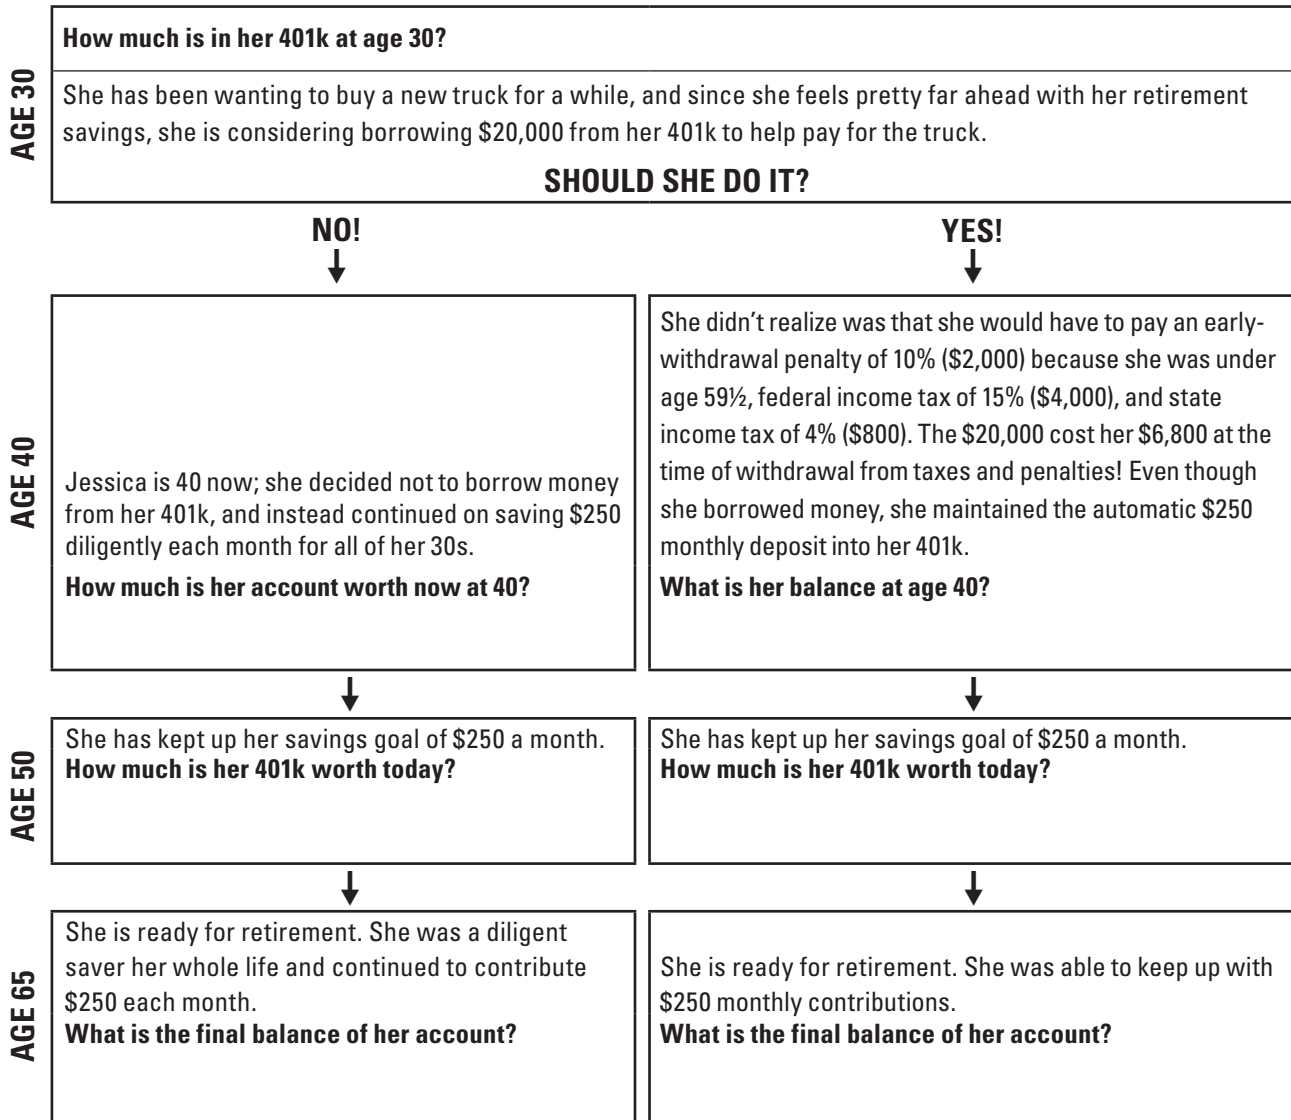 AGE 30
How much is in her 401k at age 30?
She has been wanting to buy a new truck for a while, and since she feels pretty far ahead with her retirement
savings, she is considering borrowing $20,000 from her 401k to help pay for the truck.
SHOULD SHE DO IT?
NO!
YES!
AGE 40
Jessica is 40 now; she decided not to borrow money
from her 401k, and instead continued on saving $250
diligently each month for all of her 30s.
How much is her account worth now at 40?
She didn't realize was that she would have to pay an early-
withdrawal penalty of 10% ($2,000) because she was under
age 59½, federal income tax of 15% ($4,000), and state
income tax of 4% ($800). The $20,000 cost her $6,800 at the
time of withdrawal from taxes and penalties! Even though
she borrowed money, she maintained the automatic $250
monthly deposit into her 401k.
What is her balance at age 40?
AGE 50
She has kept up her savings goal of $250 a month.
How much is her 401k worth today?
She has kept up her savings goal of $250 a month.
How much is her 401k worth today?
AGE 65
She is ready for retirement. She was a diligent
saver her whole life and continued to contribute
$250 each month.
What is the final balance of her account?
She is ready for retirement. She was able to keep up with
$250 monthly contributions.
What is the final balance of her account?